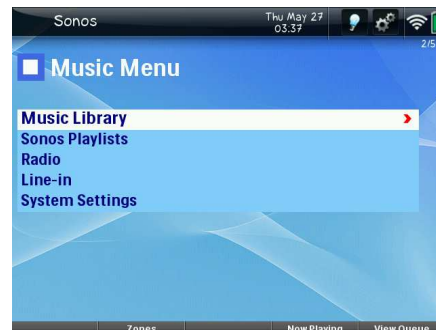 Sonos
Thu May 27
03:37
2/5
Music Menu
Music Library
Sonos Playlists
Radio
Line-in
System Settings
Zones
Now Playing
View Queue